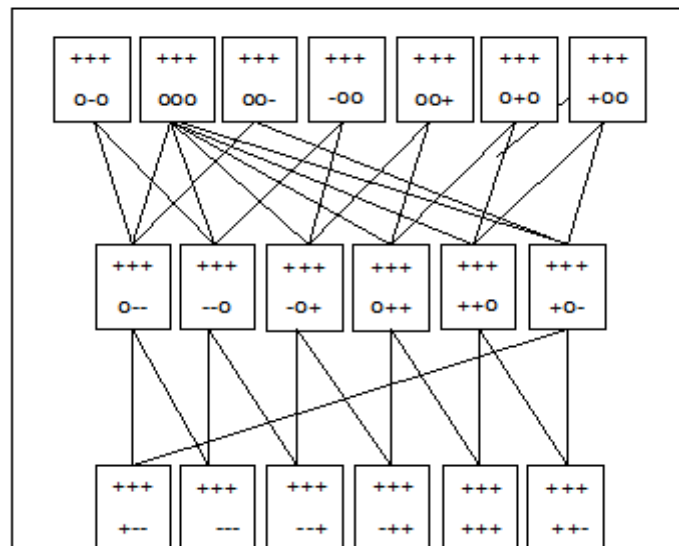 +++ +++ +++ +++ +++ +++ +++
o-o ooo oo- -oo oo+ o+o +oo
+++ +++ +++ +++ +++ +++
o-- --o -o+ o++ ++o +o-
+++ +++ +++ +++ +++ +++
+-- --- --+ -++ +++ ++-